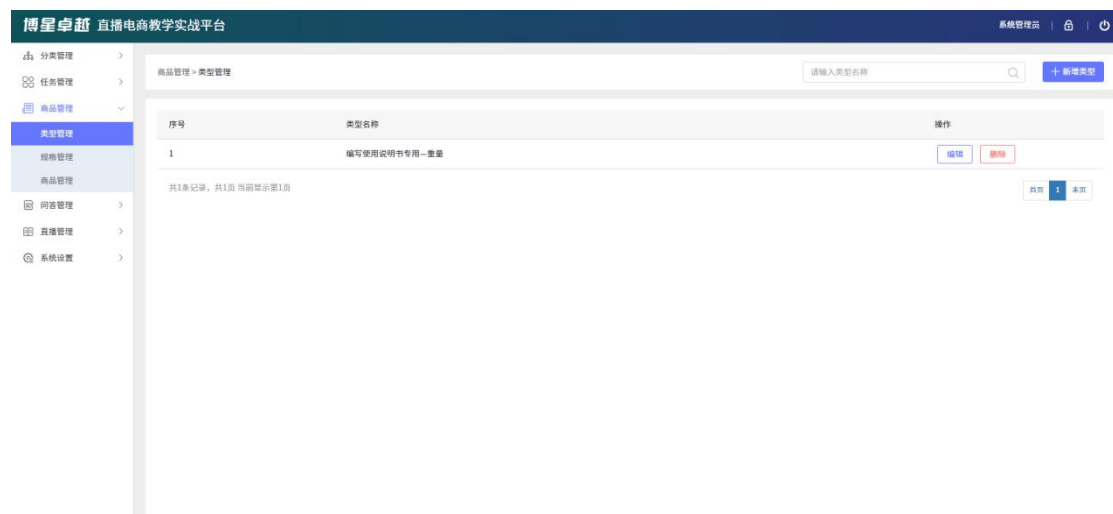 博星卓越 直播电商教学实战平台
系统管理员
分类管理
任务管理
商品管理
类型管理
规格管理
商品管理
问答管理
直播管理
系统设置
商品管理 > 类型管理
请输入类型名称
+ 新增类型
序号 类型名称 操作
1 编写使用说明书专用—重量 编辑 删除
共1条记录，共1页 当前显示第1页
首页 1 末页